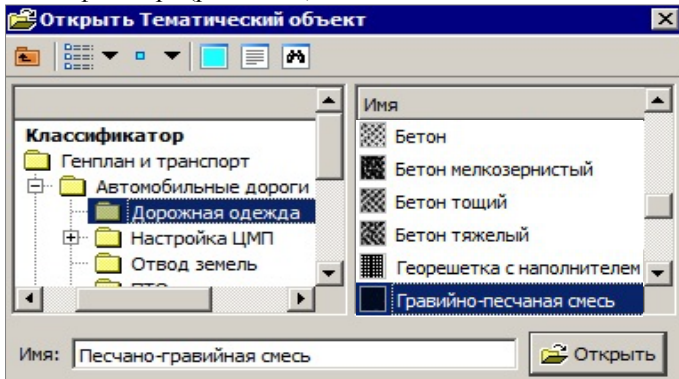 Открыть Тематический объект
Имя
Классификатор
Генплан и транспорт
Автомобильные дороги
Дорожная одежда
Настройка ЦМП
Отвод земель
Бетон
Бетон мелкозернистый
Бетон тощий
Бетон тяжелый
Георешетка с наполнителем
Гравийно-песчаная смесь
Имя: Песчано-гравийная смесь
Открыть